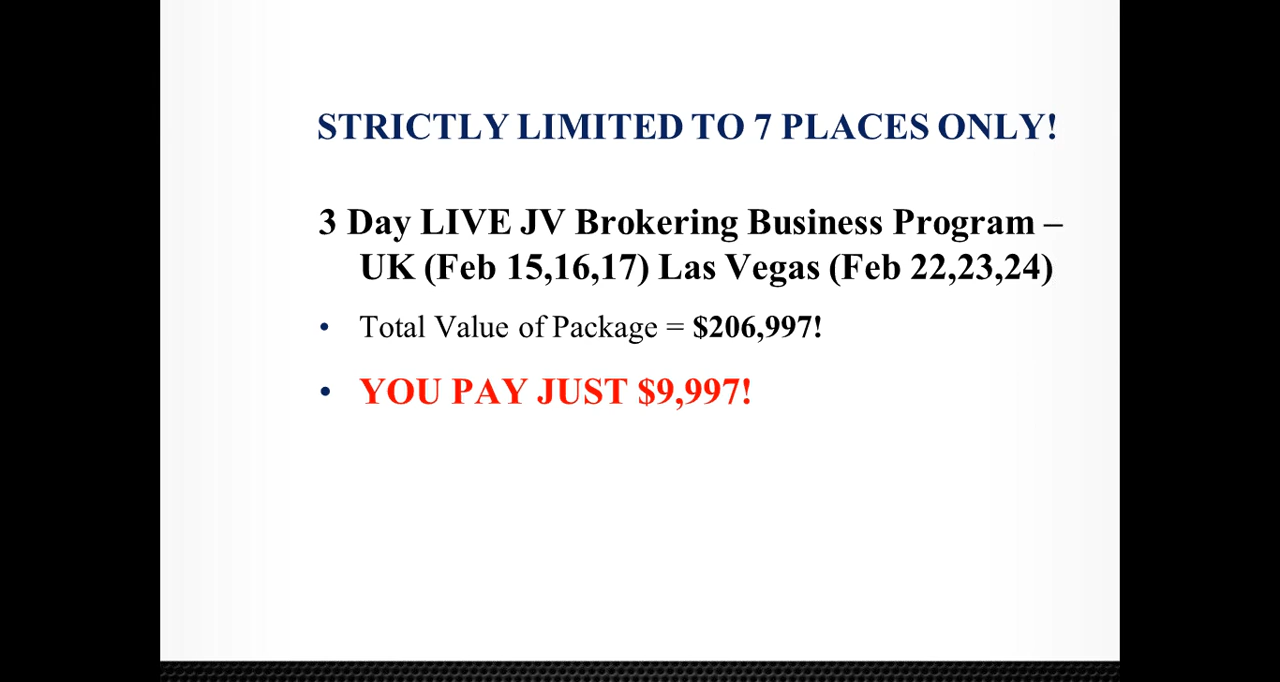 STRICTLY LIMITED TO 7 PLACES ONLY!
3 Day LIVE JV Brokering Business Program –
UK (Feb 15,16,17) Las Vegas (Feb 22,23,24)
• Total Value of Package = $206,997!
• YOU PAY JUST $9,997!